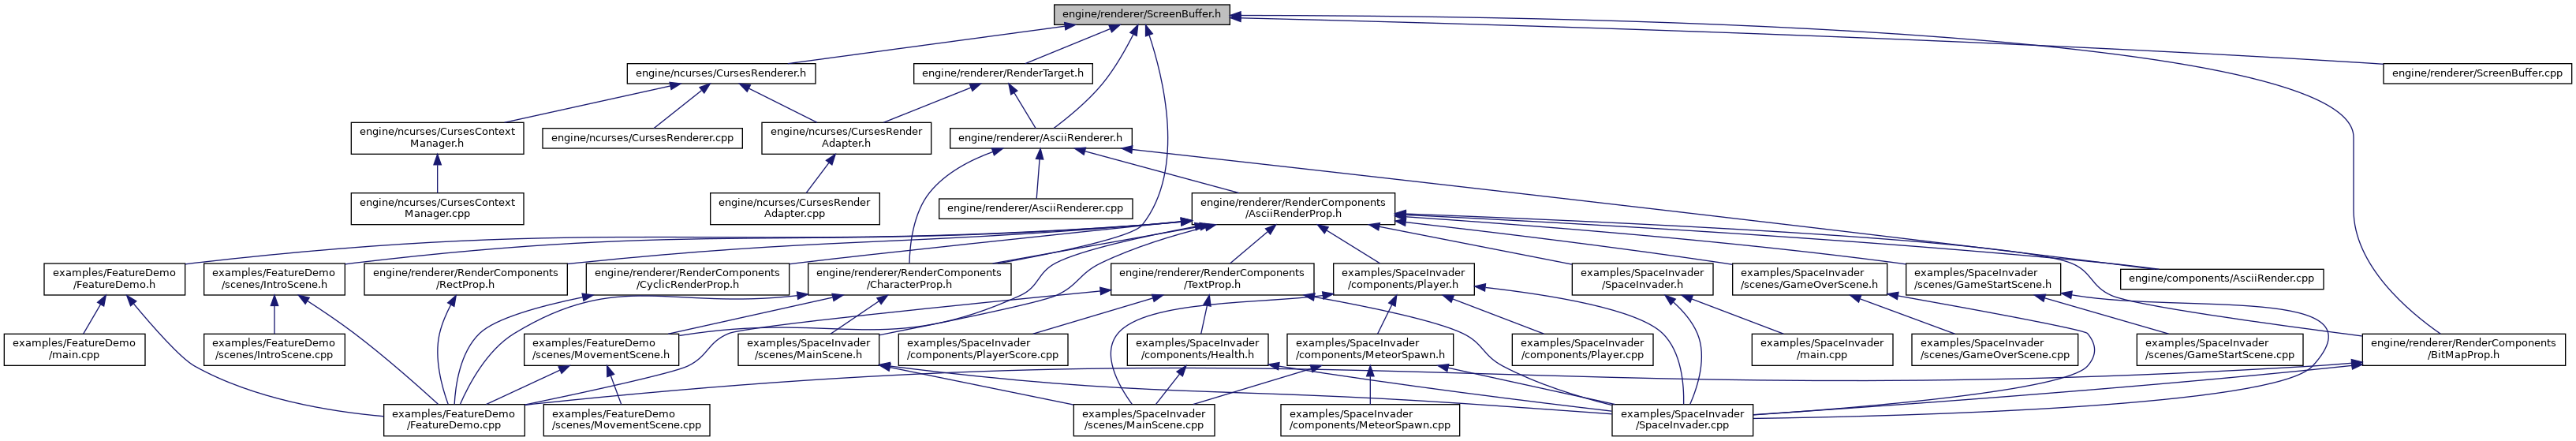 engine/renderer/ScreenBuffer.h
engine/ncurses/CursesRenderer.h
engine/renderer/RenderTarget.h
engine/renderer/ScreenBuffer.cpp
engine/ncurses/CursesContext
Manager.h
engine/ncurses/CursesRenderer.cpp
engine/ncurses/CursesRender
Adapter.h
engine/renderer/AsciiRenderer.h
engine/ncurses/CursesContext
Manager.cpp
engine/ncurses/CursesRender
Adapter.cpp
engine/renderer/AsciiRenderer.cpp
engine/renderer/RenderComponents
/AsciiRenderProp.h
examples/FeatureDemo
/FeatureDemo.h
examples/FeatureDemo
/scenes/IntroScene.h
engine/renderer/RenderComponents
/RectProp.h
engine/renderer/RenderComponents
/CyclicRenderProp.h
engine/renderer/RenderComponents
/CharacterProp.h
engine/renderer/RenderComponents
/TextProp.h
examples/SpaceInvader
/components/Player.h
examples/SpaceInvader
/SpaceInvader.h
examples/SpaceInvader
/scenes/GameOverScene.h
examples/SpaceInvader
/scenes/GameStartScene.h
engine/components/AsciiRender.cpp
examples/FeatureDemo
/main.cpp
examples/FeatureDemo
/scenes/IntroScene.cpp
examples/FeatureDemo
/scenes/MovementScene.h
examples/SpaceInvader
/scenes/MainScene.h
examples/SpaceInvader
/components/PlayerScore.cpp
examples/SpaceInvader
/components/Health.h
examples/SpaceInvader
/components/MeteorSpawn.h
examples/SpaceInvader
/components/Player.cpp
examples/SpaceInvader
/main.cpp
examples/SpaceInvader
/scenes/GameOverScene.cpp
examples/SpaceInvader
/scenes/GameStartScene.cpp
engine/renderer/RenderComponents
/BitMapProp.h
examples/FeatureDemo
/FeatureDemo.cpp
examples/FeatureDemo
/scenes/MovementScene.cpp
examples/SpaceInvader
/scenes/MainScene.cpp
examples/SpaceInvader
/components/MeteorSpawn.cpp
examples/SpaceInvader
/SpaceInvader.cpp